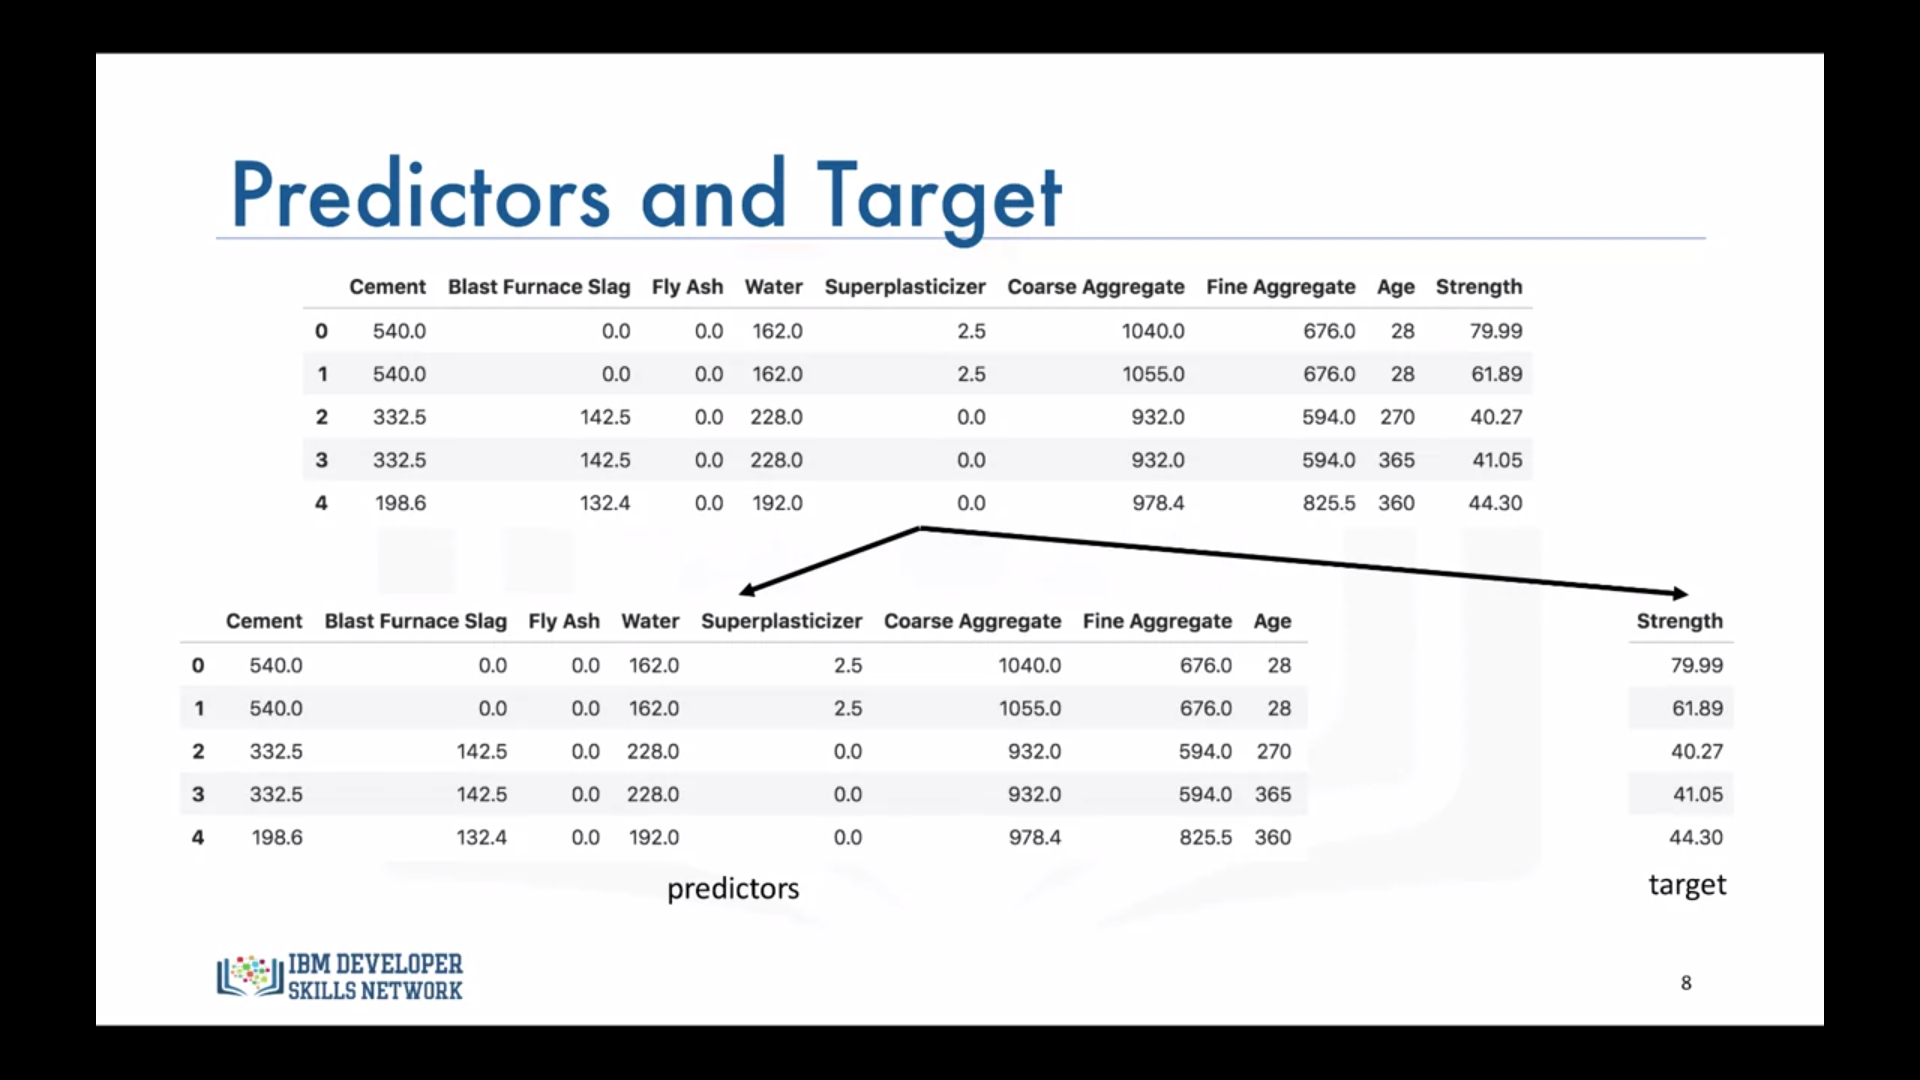 Predictors and Target
Cement Blast Furnace Slag Fly Ash Water Superplasticizer Coarse Aggregate Fine Aggregate Age Strength
0 540.0 0.0 0.0 162.0 2.5 1040.0 676.0 28 79.99
1 540.0 0.0 0.0 162.0 2.5 1055.0 676.0 28 61.89
2 332.5 142.5 0.0 228.0 0.0 932.0 594.0 270 40.27
3 332.5 142.5 0.0 228.0 0.0 932.0 594.0 365 41.05
4 198.6 132.4 0.0 192.0 0.0 978.4 825.5 360 44.30
Cement Blast Furnace Slag Fly Ash Water Superplasticizer Coarse Aggregate Fine Aggregate Age Strength
0 540.0 0.0 0.0 162.0 2.5 1040.0 676.0 28 79.99
1 540.0 0.0 0.0 162.0 2.5 1055.0 676.0 28 61.89
2 332.5 142.5 0.0 228.0 0.0 932.0 594.0 270 40.27
3 332.5 142.5 0.0 228.0 0.0 932.0 594.0 365 41.05
4 198.6 132.4 0.0 192.0 0.0 978.4 825.5 360 44.30
predictors target
IBM DEVELOPER
SKILLS NETWORK
8